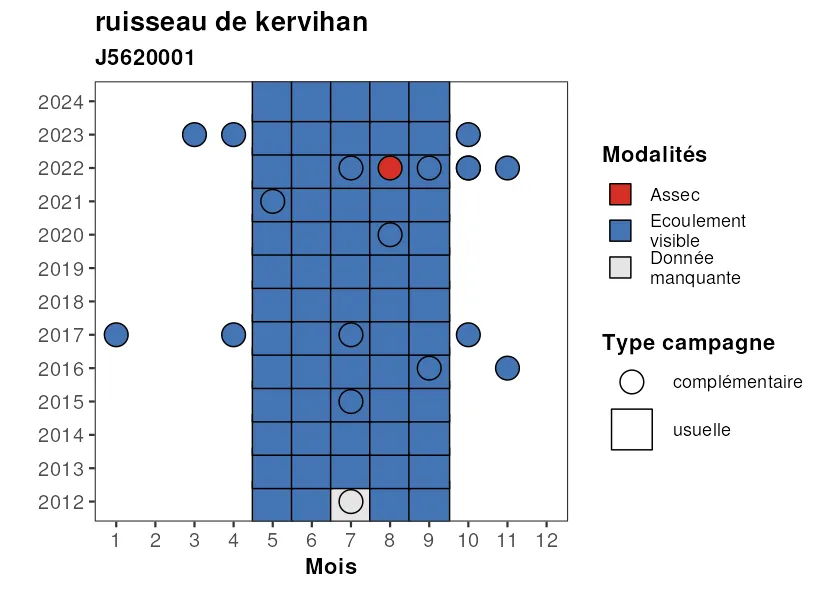 ruisseau de kervihan
J5620001
2024
2023
2022
2021
2020
2019
2018
2017
2016
2015
2014
2013
2012
1 2 3 4 5 6 7 8 9 10 11 12
Mois
Modalités
Assec
Ecoulement
visible
Donnée
manquante
Type campagne
complémentaire
usuelle